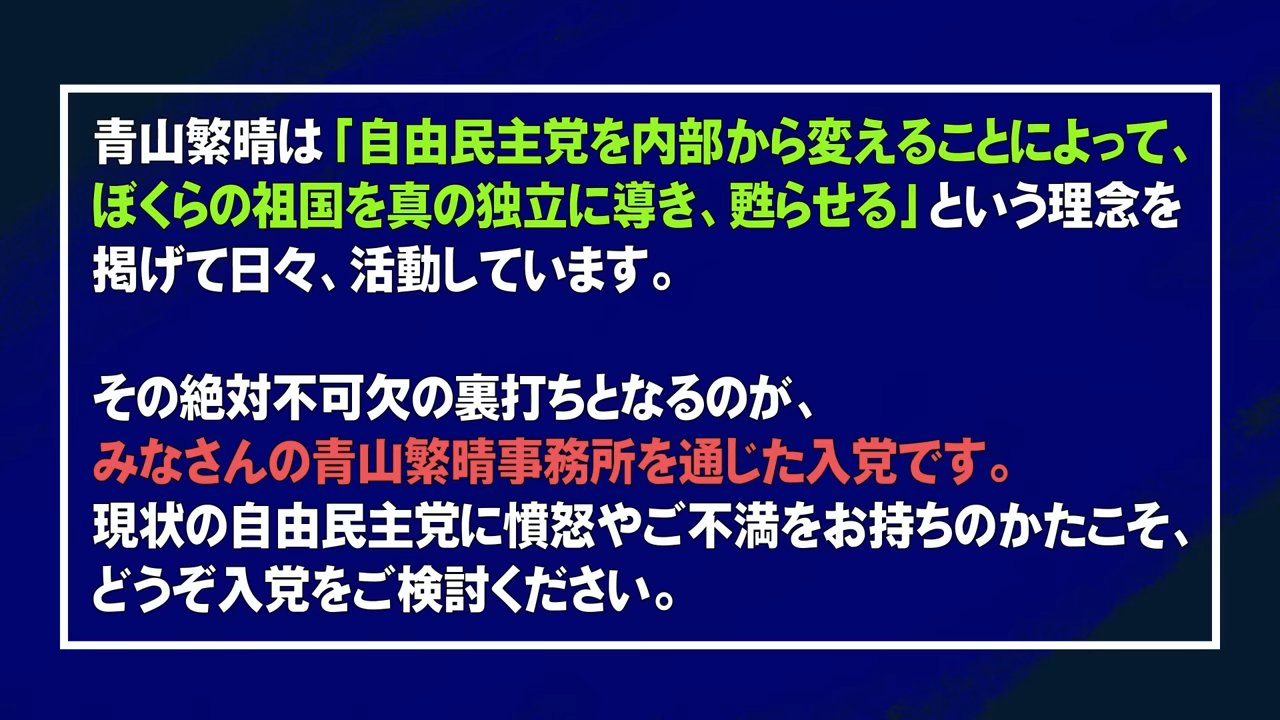 青山繁晴は「自由民主党を内部から変えることによって、
ぼくらの祖国を真の独立に導き、甦らせる」という理念を
掲げて日々、活動しています。
その絶対不可欠の裏打ちとなるのが、
みなさんの青山繁晴事務所を通じた入党です。
現状の自由民主党に憤怒やご不満をお持ちのかたこそ、
どうぞ入党をご検討ください。